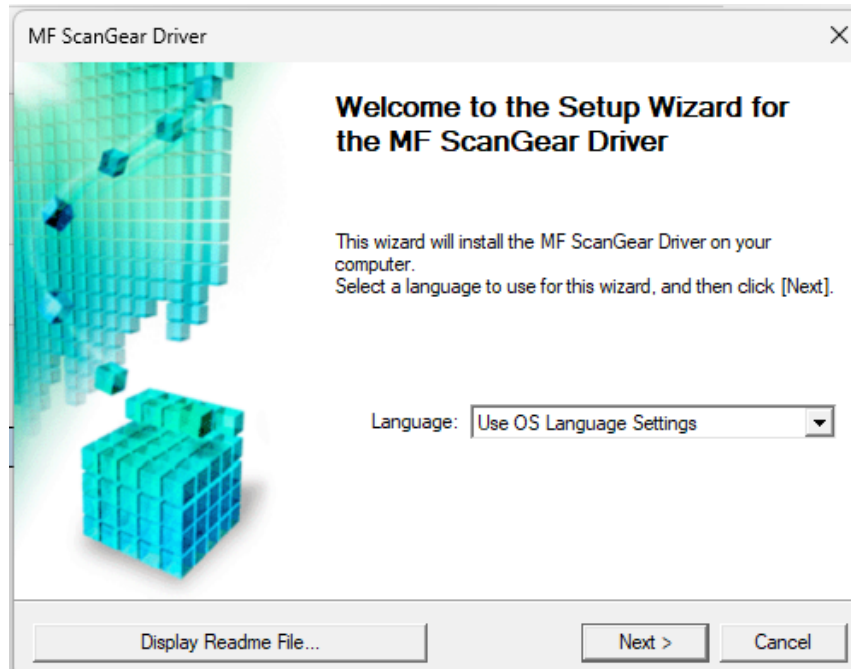 MF ScanGear Driver
Welcome to the Setup Wizard for
the MF ScanGear Driver
This wizard will install the MF ScanGear Driver on your
computer.
Select a language to use for this wizard, and then click [Next].
Language: Use OS Language Settings
Display Readme File... Next > Cancel